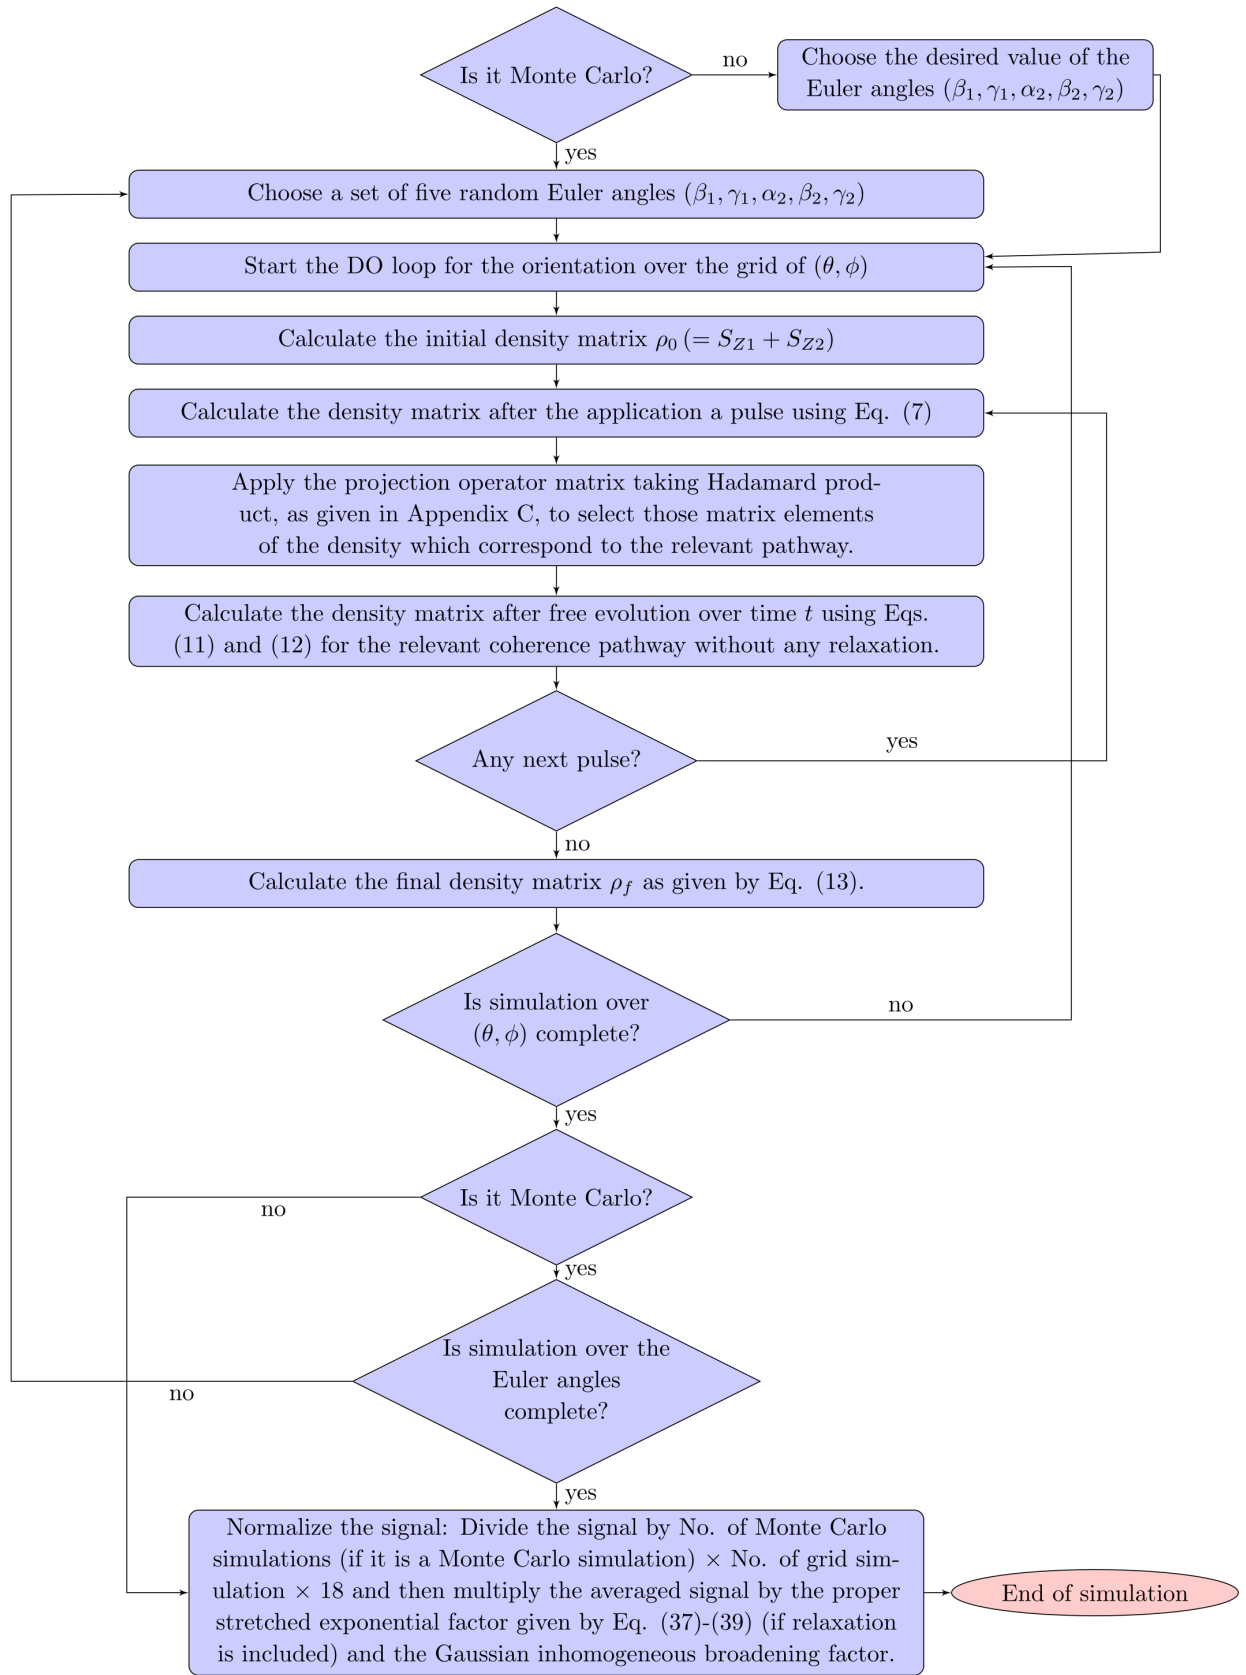 Is it Monte Carlo?
no
Choose the desired value of the
Euler angles (β₁, γ₁, α₂, β₂, γ₂)
yes
Choose a set of five random Euler angles (β₁, γ₁, α₂, β₂, γ₂)
Start the DO loop for the orientation over the grid of (θ, ϕ)
Calculate the initial density matrix ρ₀ (= S_{Z1} + S_{Z2})
Calculate the density matrix after the application a pulse using Eq. (7)
Apply the projection operator matrix taking Hadamard prod-
uct, as given in Appendix C, to select those matrix elements
of the density which correspond to the relevant pathway.
Calculate the density matrix after free evolution over time t using Eqs.
(11) and (12) for the relevant coherence pathway without any relaxation.
Any next pulse?
yes
no
Calculate the final density matrix ρ_f as given by Eq. (13).
Is simulation over
(θ, ϕ) complete?
no
yes
Is it Monte Carlo?
no
yes
Is simulation over the
Euler angles
complete?
no
yes
Normalize the signal: Divide the signal by No. of Monte Carlo
simulations (if it is a Monte Carlo simulation) × No. of grid sim-
ulation × 18 and then multiply the averaged signal by the proper
stretched exponential factor given by Eq. (37)-(39) (if relaxation
is included) and the Gaussian inhomogeneous broadening factor.
End of simulation